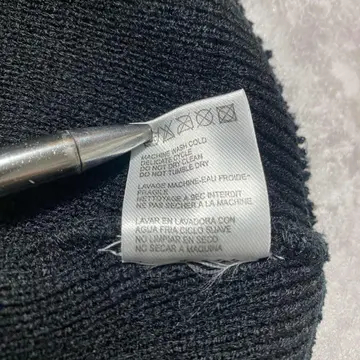 MACHINE WASH COLD
DELICATE CYCLE
DO NOT DRY CLEAN
DO NOT TUMBLE DRY
LAVAGE MACHINE-EAU FROIDE*
FRAGILE
NETTOYAGE A SEC INTERDIT
NE PAS SECHER A LA MACHINE
LAVAR EN LAVADORA CON
AGUA FRIA CICLO SUAVE
NO LIMPIAR EN SECO
NO SECAR A MAQUINA